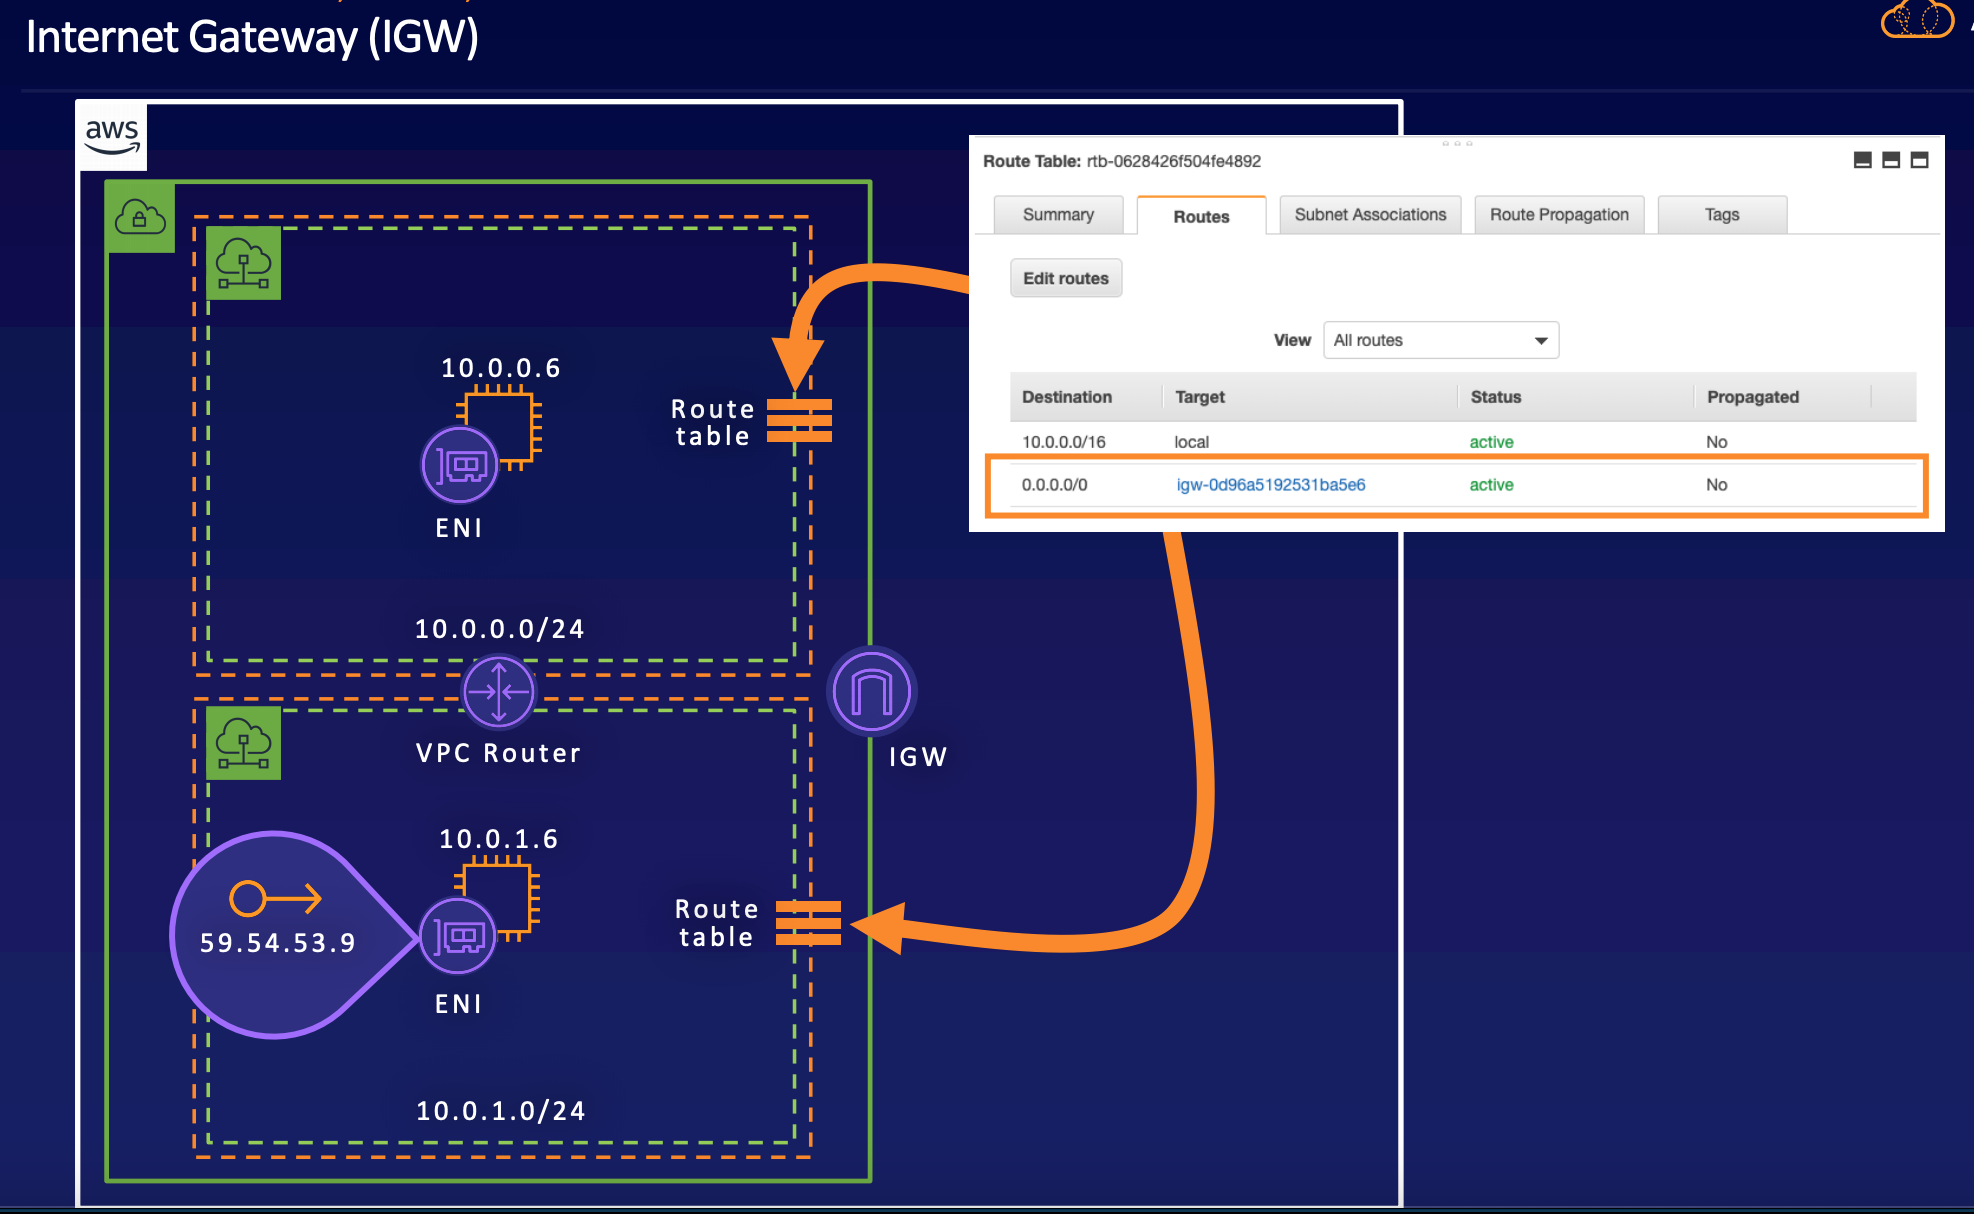 Internet Gateway (IGW)
aws
Route Table: rtb-0628426f504fe4892
Summary
Routes
Subnet Associations
Route Propagation
Tags
Edit routes
View All routes
Destination Target Status Propagated
10.0.0.0/16 local active No
0.0.0.0/0 igw-0d96a5192531ba5e6 active No
10.0.0.6
Route
table
ENI
10.0.0.0/24
VPC Router
IGW
10.0.1.6
59.54.53.9
Route
table
ENI
10.0.1.0/24